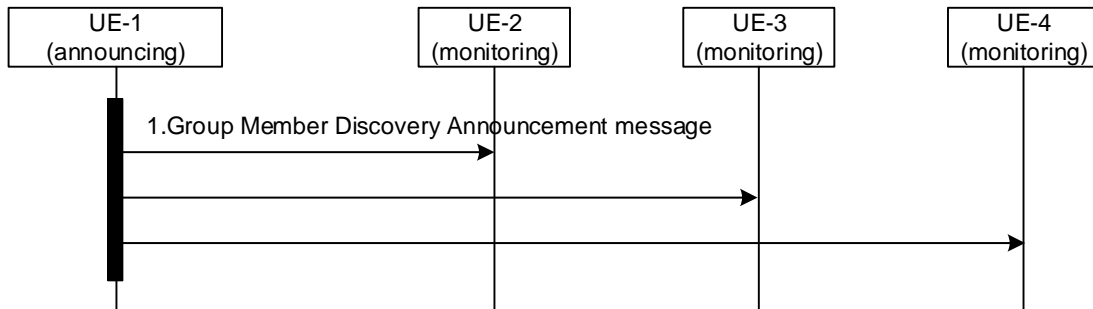 UE-1
(announcing)
UE-2
(monitoring)
UE-3
(monitoring)
UE-4
(monitoring)
1.Group Member Discovery Announcement message